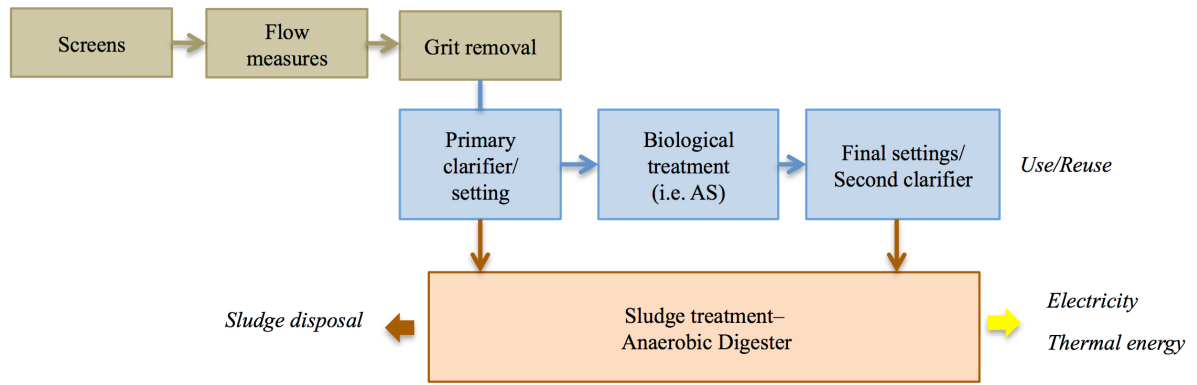 Screens
Flow
measures
Grit removal
Primary
clarifier/
setting
Biological
treatment
(i.e. AS)
Final settings/
Second clarifier
Use/Reuse
Sludge disposal
Sludge treatment–
Anaerobic Digester
Electricity
Thermal energy